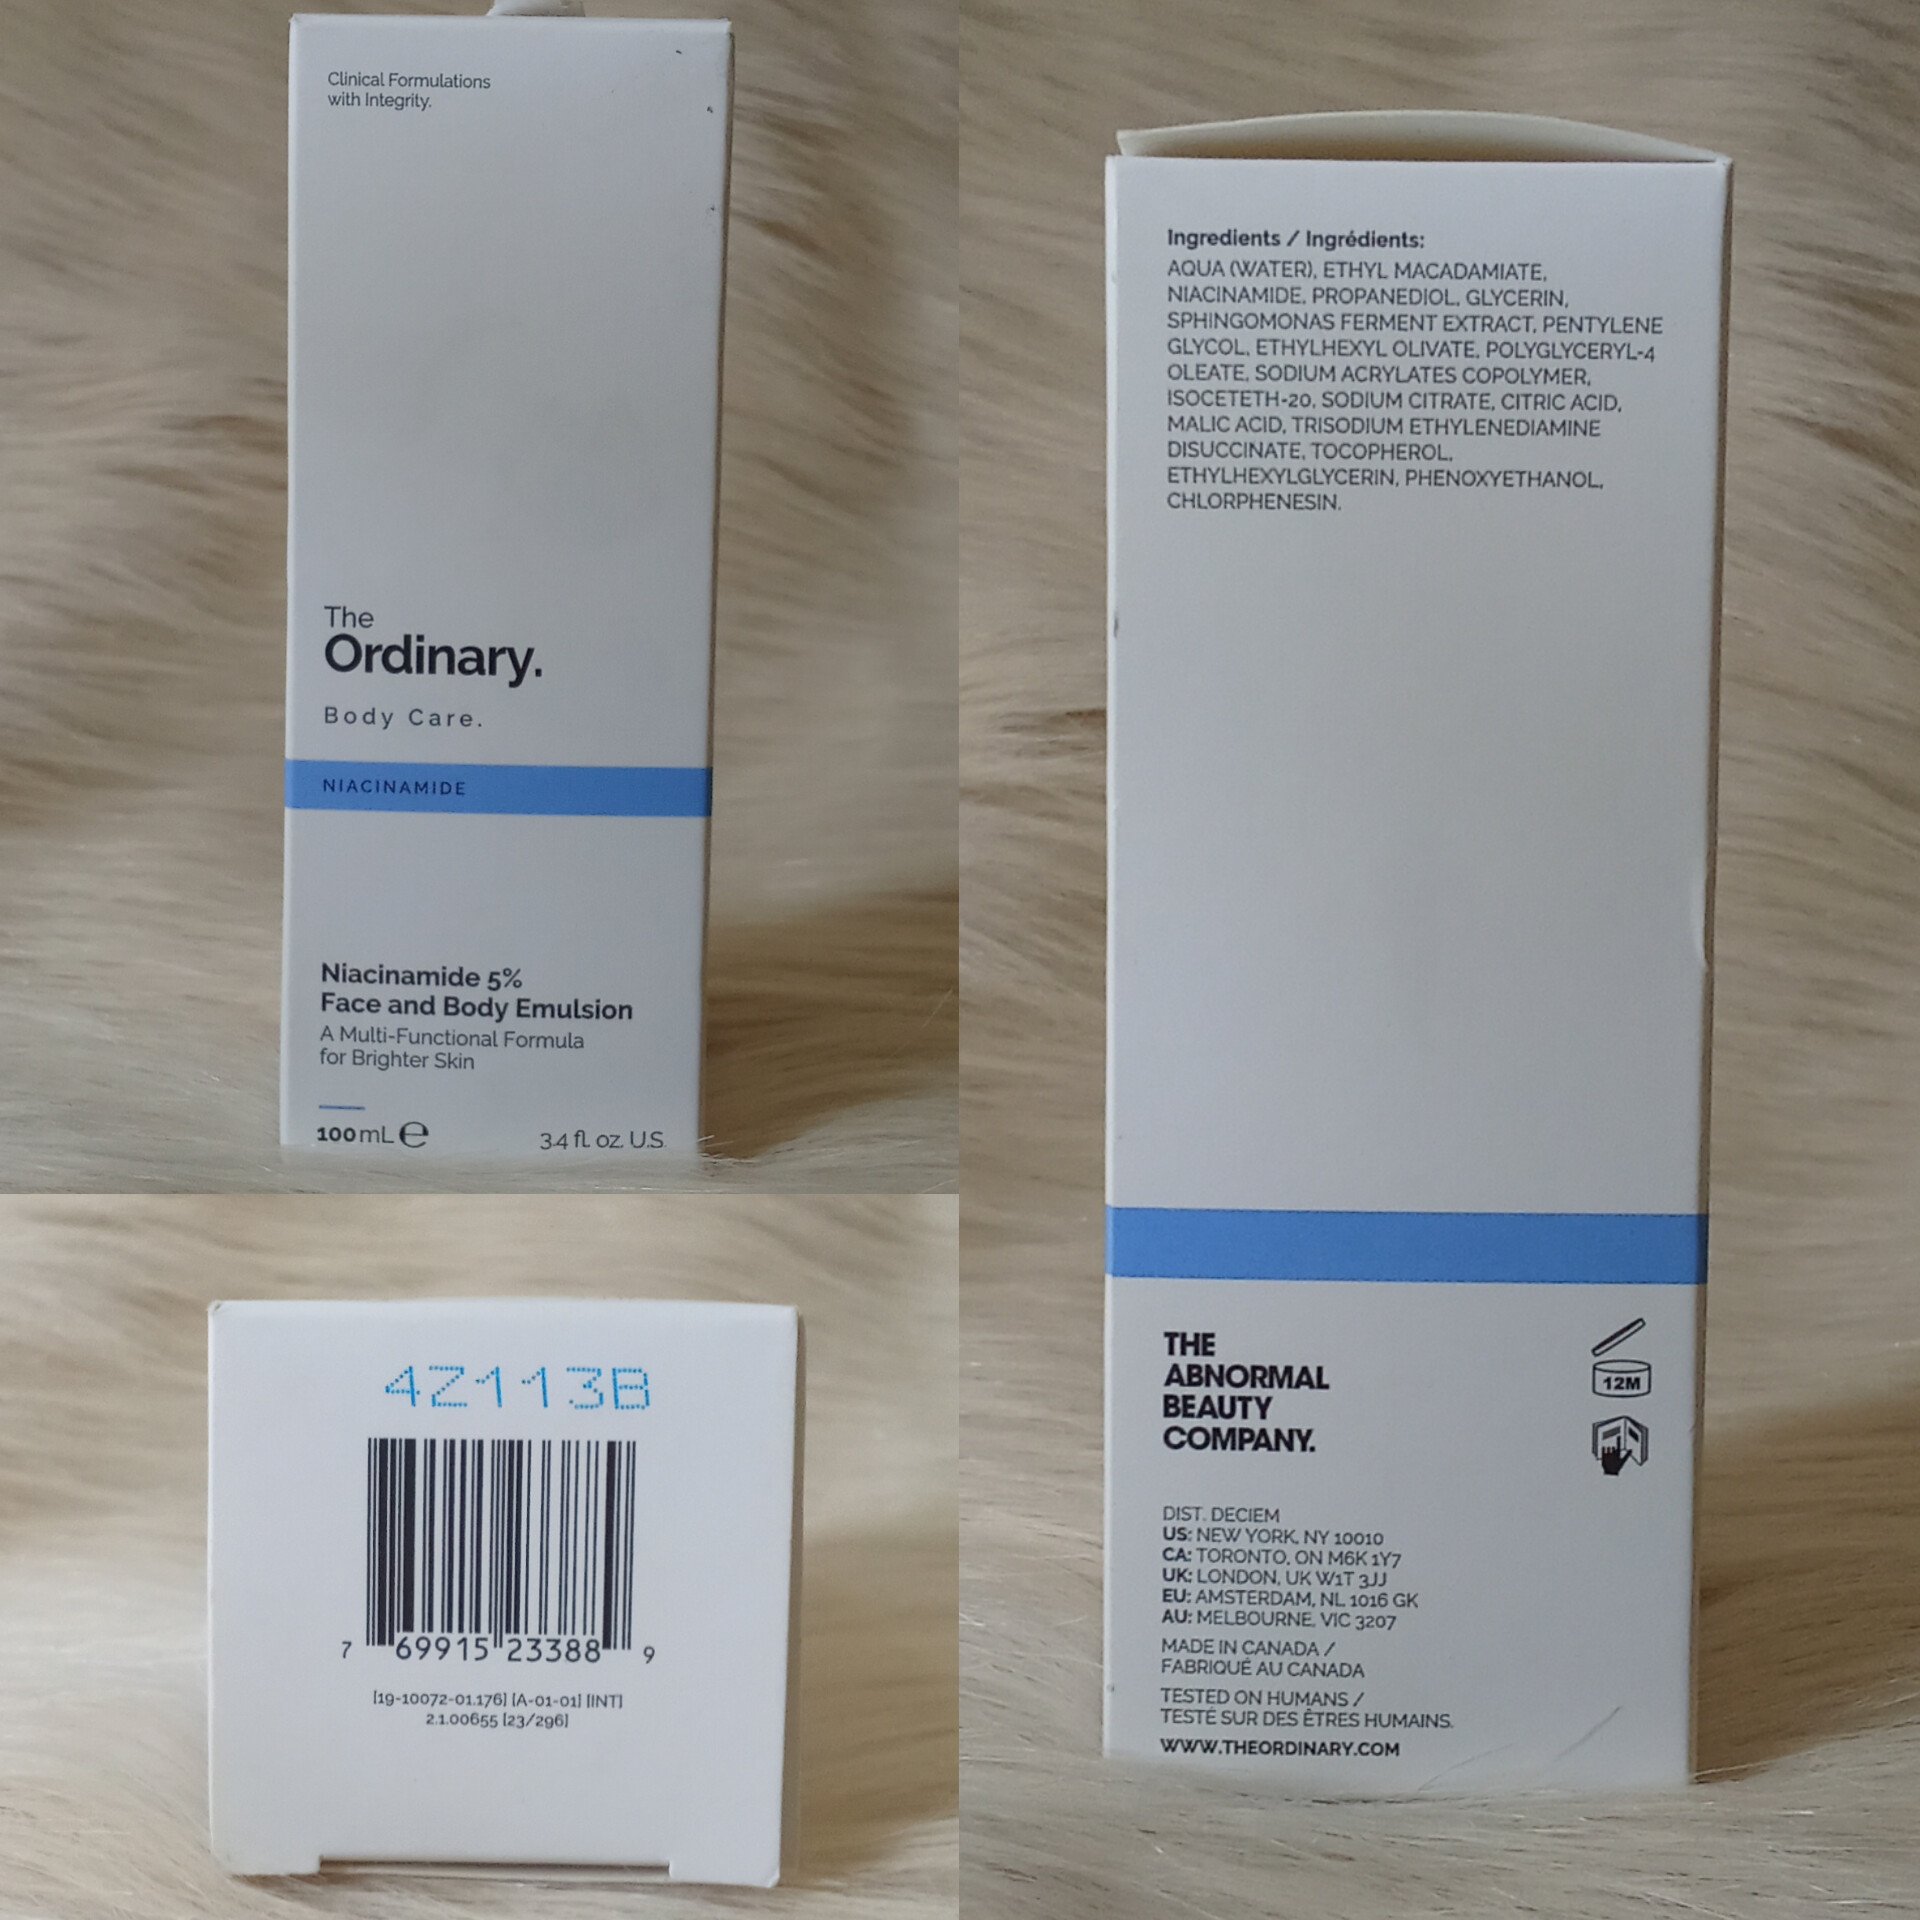 Clinical Formulations
with Integrity.
The
Ordinary.
Body Care.
NIACINAMIDE
Niacinamide 5%
Face and Body Emulsion
A Multi-Functional Formula
for Brighter Skin
100 mL ℮ 3.4 fl. oz. U.S.
4Z113B
7 69915 23388 9
[19-10072-01.176] [A-01-01] [INT]
2.1.00655 [23/296]
Ingredients / Ingrédients:
AQUA (WATER), ETHYL MACADAMIATE,
NIACINAMIDE, PROPANEDIOL, GLYCERIN,
SPHINGOMONAS FERMENT EXTRACT, PENTYLENE
GLYCOL, ETHYLHEXYL OLIVATE, POLYGLYCERYL-4
OLEATE, SODIUM ACRYLATES COPOLYMER,
ISOCETETH-20, SODIUM CITRATE, CITRIC ACID,
MALIC ACID, TRISODIUM ETHYLENEDIAMINE
DISUCCINATE, TOCOPHEROL,
ETHYLHEXYLGLYCERIN, PHENOXYETHANOL,
CHLORPHENESIN.
THE
ABNORMAL
BEAUTY
COMPANY.
12M
DIST. DECIEM
US: NEW YORK, NY 10010
CA: TORONTO, ON M6K 1Y7
UK: LONDON, UK W1T 3JJ
EU: AMSTERDAM, NL 1016 GK
AU: MELBOURNE, VIC 3207
MADE IN CANADA /
FABRIQUÉ AU CANADA
TESTED ON HUMANS /
TESTÉ SUR DES ÊTRES HUMAINS.
WWW.THEORDINARY.COM